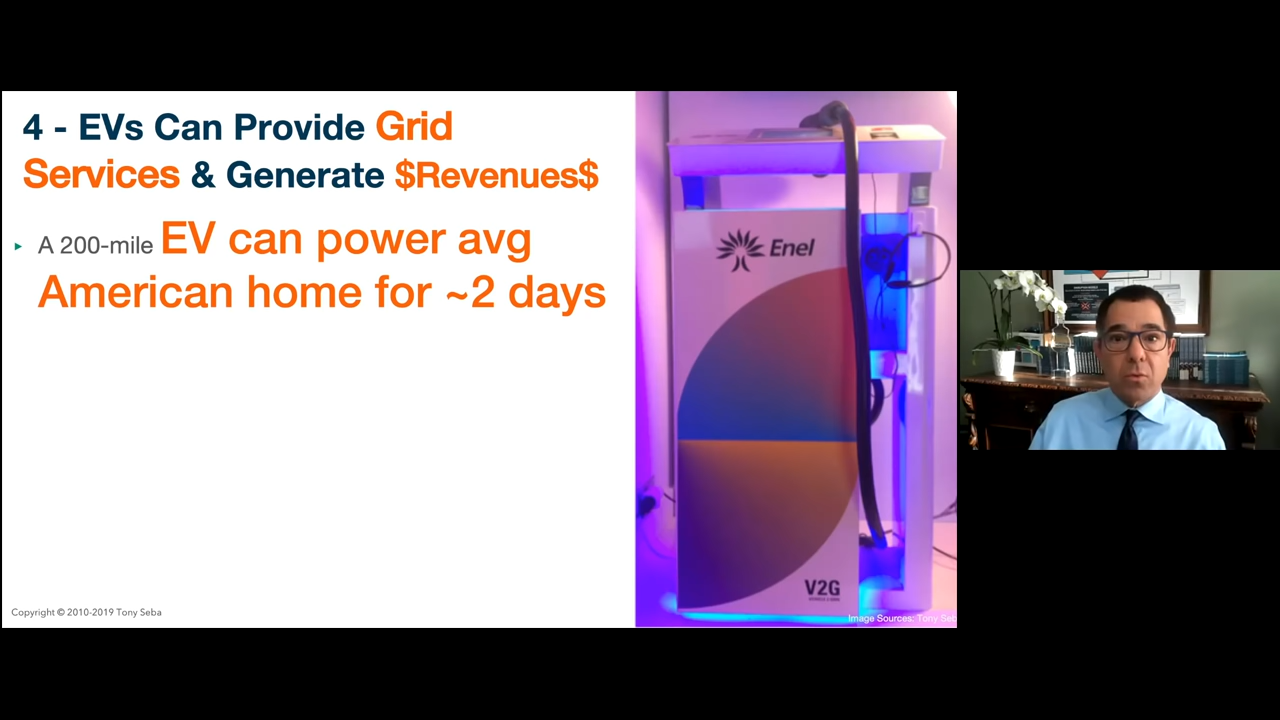 4 - EVs Can Provide Grid
Services & Generate $Revenues$
A 200-mile EV can power avg
American home for ~2 days
Enel
V2G
Copyright © 2010-2019 Tony Seba
Image Sources: Tony